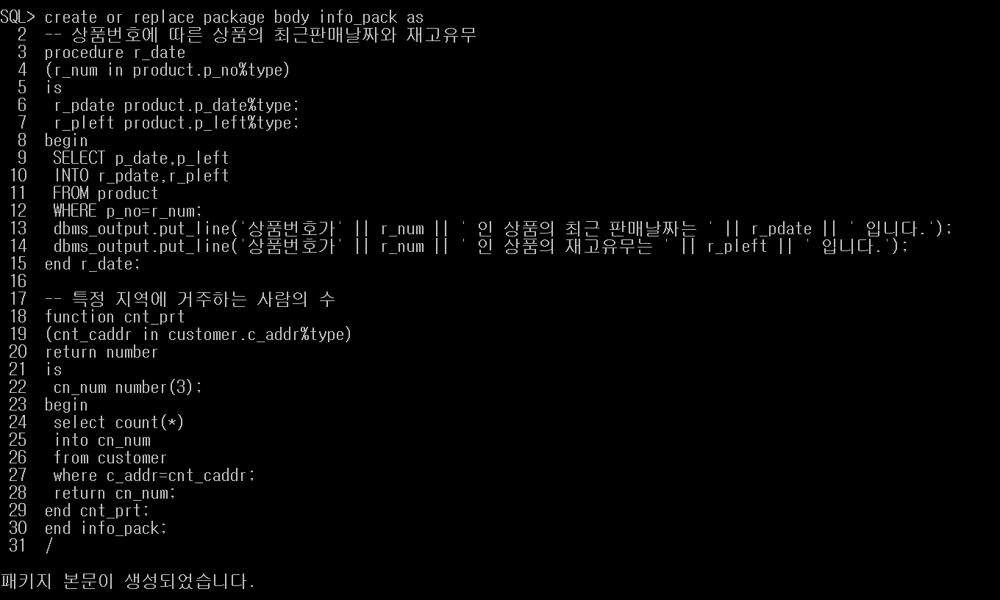 SQL> create or replace package body info_pack as
  2  -- 상품번호에 따른 상품의 최근판매날짜와 재고유무
  3  procedure r_date
  4  (r_num in product.p_no%type)
  5  is
  6   r_pdate product.p_date%type;
  7   r_pleft product.p_left%type;
  8  begin
  9   SELECT p_date,p_left
 10   INTO r_pdate,r_pleft
 11   FROM product
 12   WHERE p_no=r_num;
 13   dbms_output.put_line('상품번호가' || r_num || ' 인 상품의 최근 판매날짜는 ' || r_pdate || ' 입니다.');
 14   dbms_output.put_line('상품번호가' || r_num || ' 인 상품의 재고유무는 ' || r_pleft || ' 입니다.');
 15  end r_date;
 16
 17  -- 특정 지역에 거주하는 사람의 수
 18  function cnt_prt
 19  (cnt_caddr in customer.c_addr%type)
 20  return number
 21  is
 22   cn_num number(3);
 23  begin
 24   select count(*)
 25   into cn_num
 26   from customer
 27   where c_addr=cnt_caddr;
 28   return cn_num;
 29  end cnt_prt;
 30  end info_pack;
 31  /
패키지 본문이 생성되었습니다.